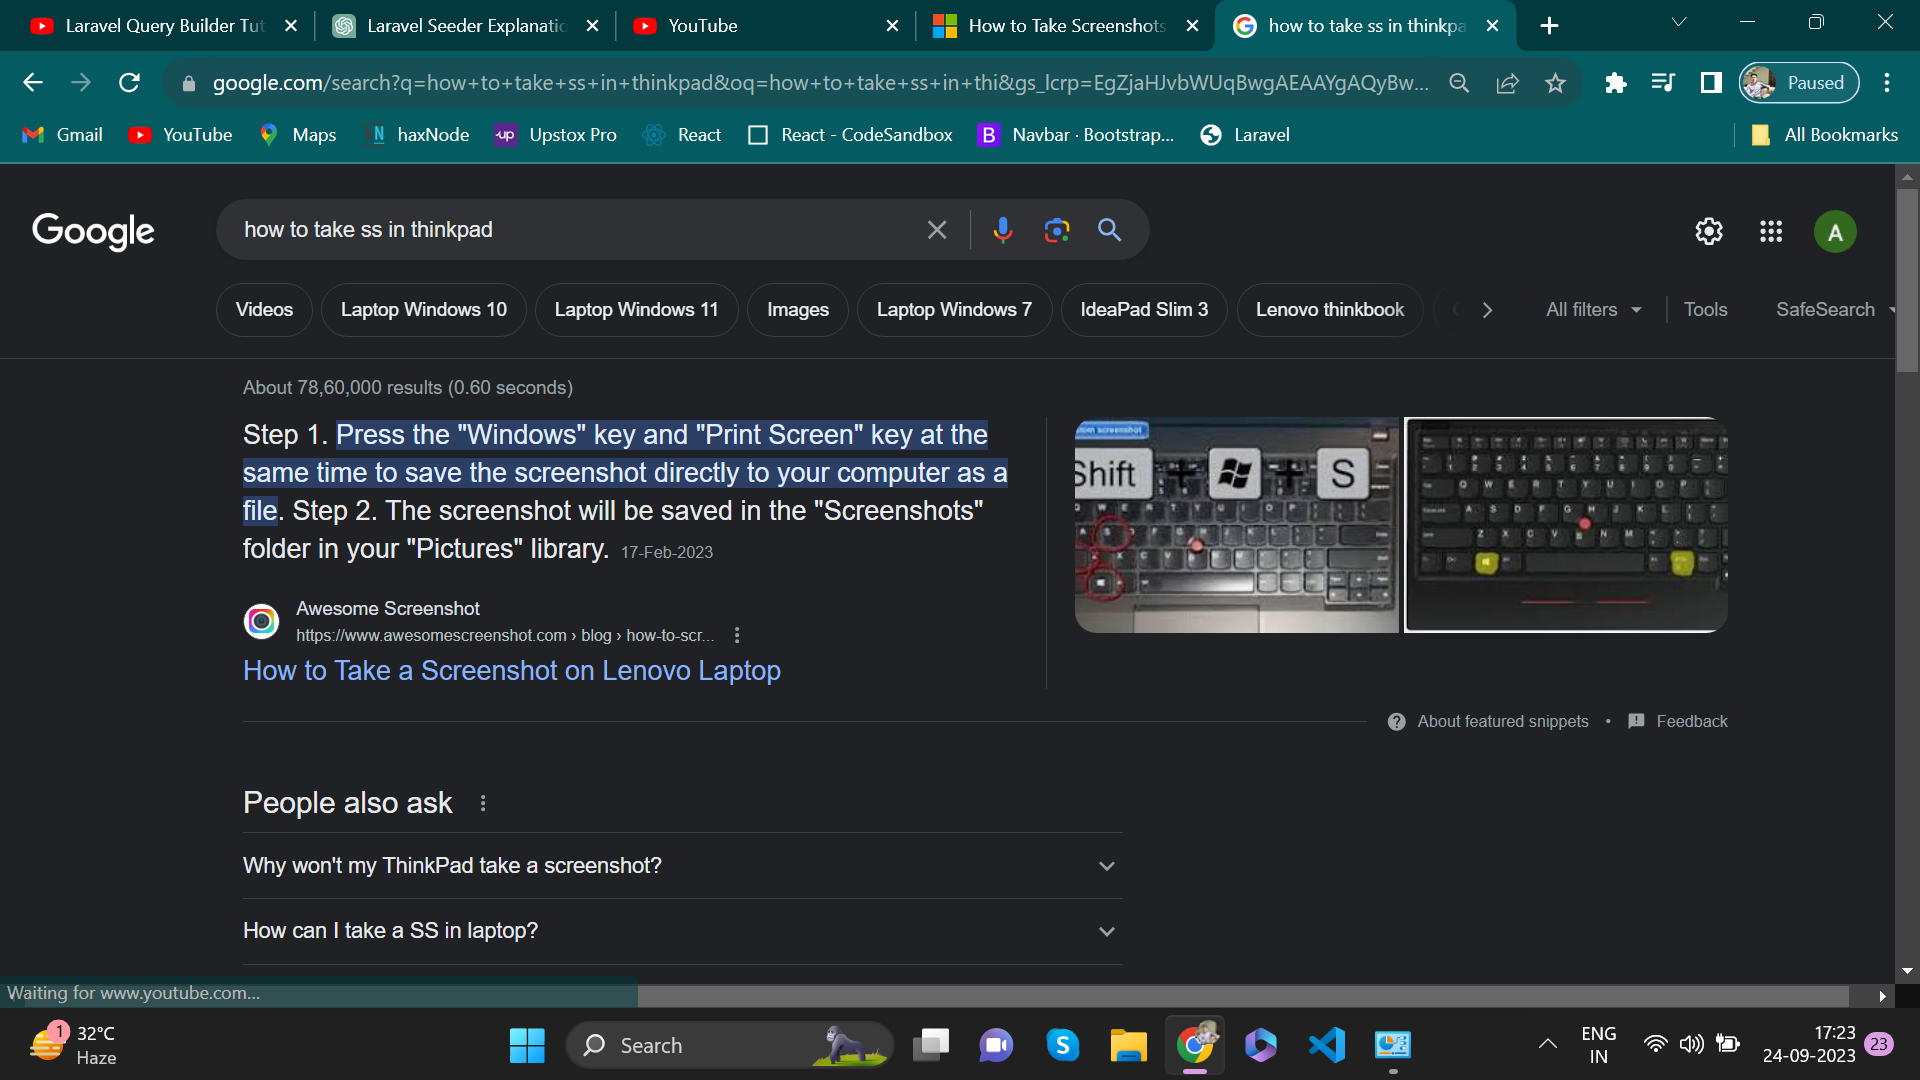 Laravel Query Builder Tut
Laravel Seeder Explanatio
YouTube
How to Take Screenshots
how to take ss in thinkpa
google.com/search?q=how+to+take+ss+in+thinkpad&oq=how+to+take+ss+in+thi&gs_lcrp=EgZjaHJvbWUqBwgAEAAYgAQyBw...
Paused
Gmail
YouTube
Maps
N haxNode
up Upstox Pro
React
React - CodeSandbox
B Navbar · Bootstrap...
Laravel
All Bookmarks
Google
how to take ss in thinkpad
A
Videos
Laptop Windows 10
Laptop Windows 11
Images
Laptop Windows 7
IdeaPad Slim 3
Lenovo thinkbook
All filters
Tools
SafeSearch
About 78,60,000 results (0.60 seconds)
Step 1. Press the "Windows" key and "Print Screen" key at the
same time to save the screenshot directly to your computer as a
file. Step 2. The screenshot will be saved in the "Screenshots"
folder in your "Pictures" library. 17-Feb-2023
Shift + + S
Awesome Screenshot
https://www.awesomescreenshot.com › blog › how-to-scr...
How to Take a Screenshot on Lenovo Laptop
About featured snippets • Feedback
People also ask
Why won't my ThinkPad take a screenshot?
How can I take a SS in laptop?
Waiting for www.youtube.com...
1
32°C
Haze
Search
S
ENG
IN
17:23
24-09-2023
23